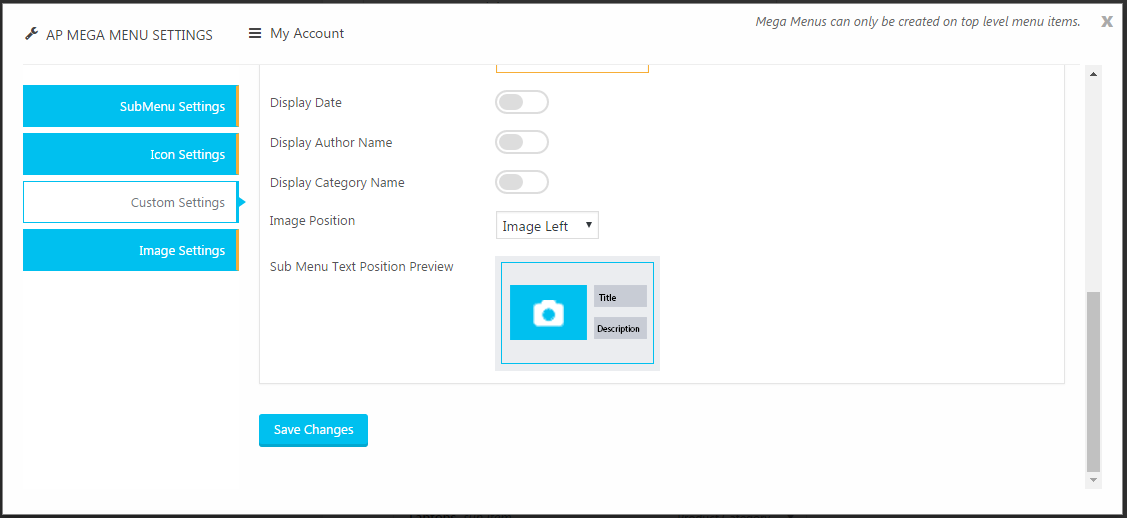 AP MEGA MENU SETTINGS
My Account
Mega Menus can only be created on top level menu items.
X
SubMenu Settings
Icon Settings
Custom Settings
Image Settings
Display Date
Display Author Name
Display Category Name
Image Position
Image Left
Sub Menu Text Position Preview
Title
Description
Save Changes